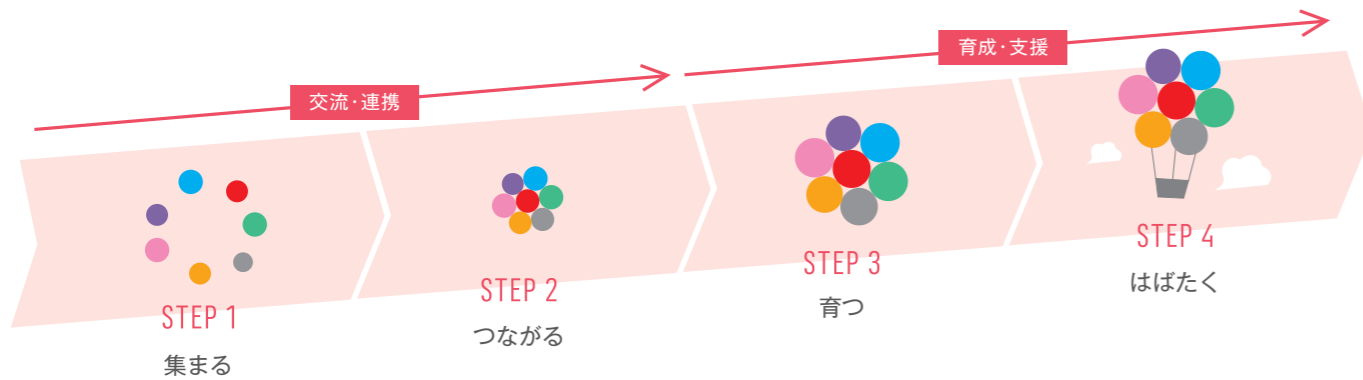 交流・連携
育成・支援
STEP 1
集まる
STEP 2
つながる
STEP 3
育つ
STEP 4
はばたく